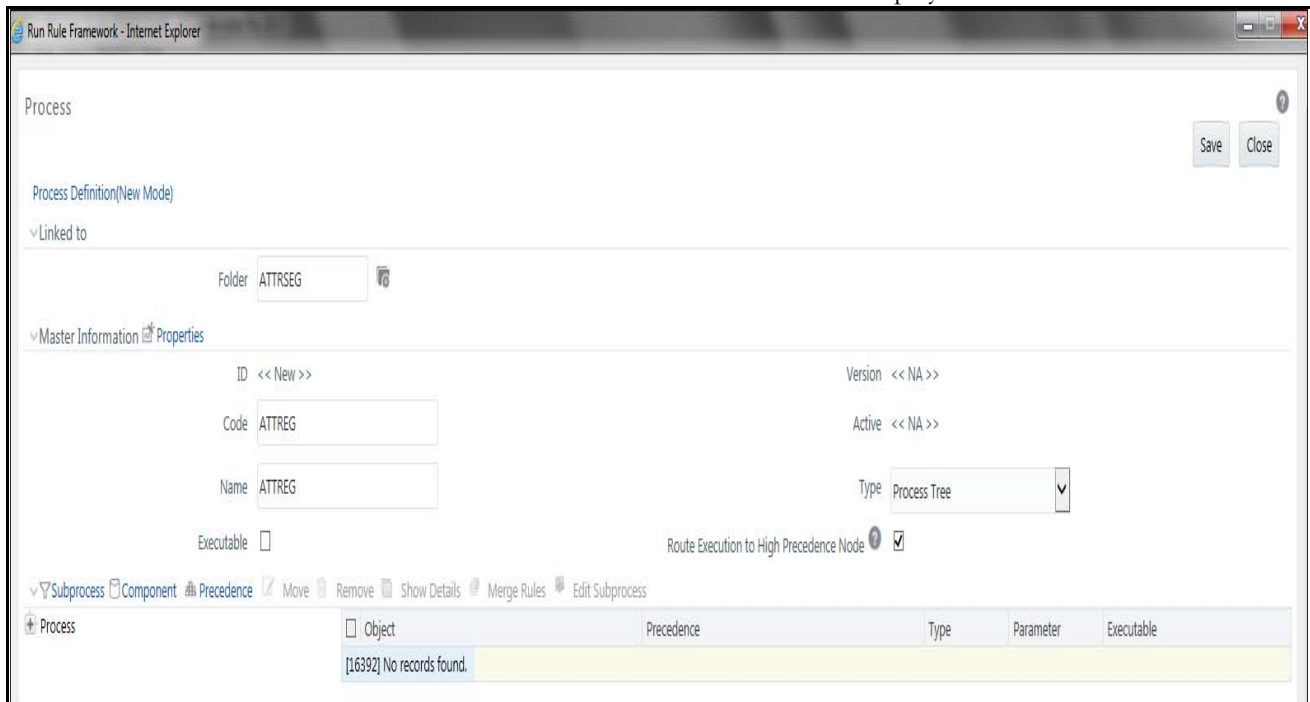 Run Rule Framework - Internet Explorer
X
Process
?
Save Close
Process Definition(New Mode)
Linked to
Folder ATTRSEG
Master Information Properties
ID << New >> Version << NA >>
Code ATTREG Active << NA >>
Name ATTREG Type Process Tree
Executable Route Execution to High Precedence Node ?
Subprocess Component Precedence Move Remove Show Details Merge Rules Edit Subprocess
Process Object Precedence Type Parameter Executable
[16392] No records found.